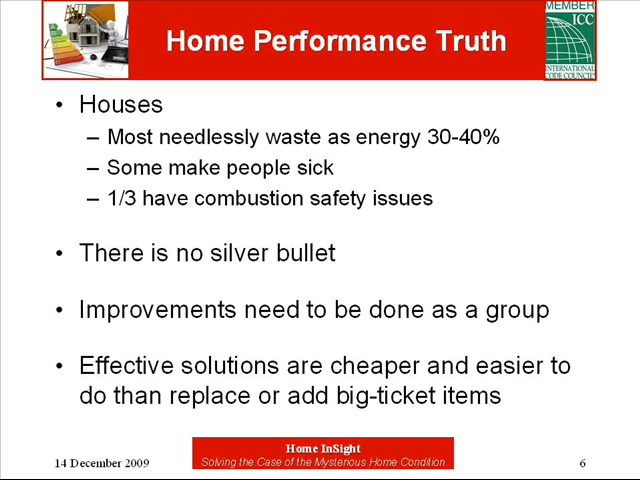 Home Performance Truth
MEMBER
ICC
INTERNATIONAL
CODE COUNCIL
• Houses
– Most needlessly waste as energy 30-40%
– Some make people sick
– 1/3 have combustion safety issues
• There is no silver bullet
• Improvements need to be done as a group
• Effective solutions are cheaper and easier to
do than replace or add big-ticket items
14 December 2009
Home InSight
Solving the Case of the Mysterious Home Condition
6